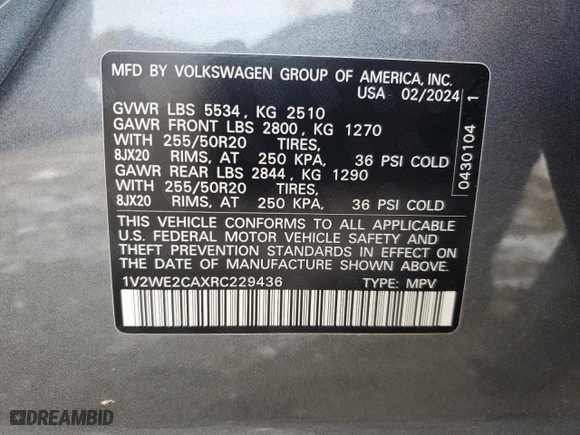 MFD BY VOLKSWAGEN GROUP OF AMERICA, INC.
USA 02/2024
GVWR LBS 5534 , KG 2510
GAWR FRONT LBS 2800 , KG 1270
WITH 255/50R20 TIRES,
8JX20 RIMS, AT 250 KPA, 36 PSI COLD
GAWR REAR LBS 2844 , KG 1290
WITH 255/50R20 TIRES,
8JX20 RIMS, AT 250 KPA, 36 PSI COLD
THIS VEHICLE CONFORMS TO ALL APPLICABLE
U.S. FEDERAL MOTOR VEHICLE SAFETY AND
THEFT PREVENTION STANDARDS IN EFFECT ON
THE DATE OF MANUFACTURE SHOWN ABOVE.
1V2WE2CAXRC229436 TYPE: MPV
0430104 1
DREAMBID